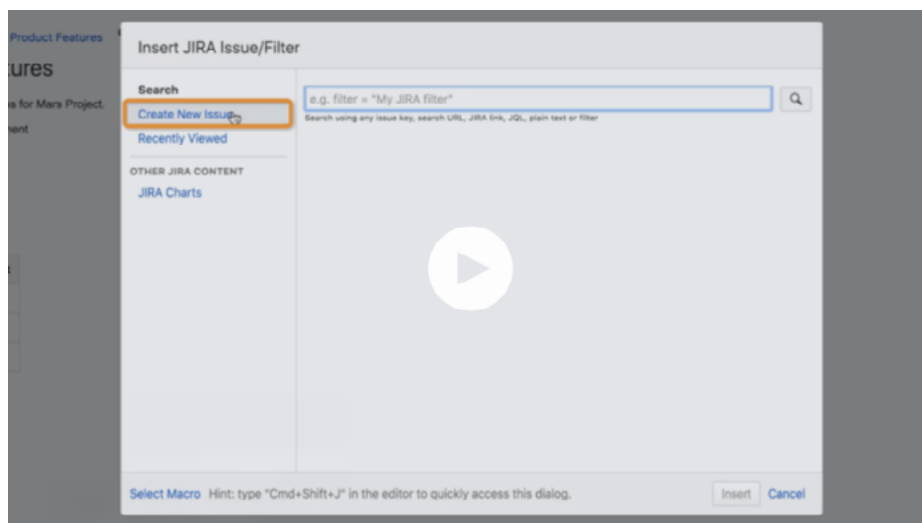 Product Features
Insert JIRA Issue/Filter
ures
Search
e.g. filter = "My JIRA filter"
s for Mars Project.
Create New Issue
Search using any issue key, search URL, JIRA link, JQL, plain text or filter
ment
Recently Viewed
OTHER JIRA CONTENT
JIRA Charts
Select Macro Hint: type "Cmd+Shift+J" in the editor to quickly access this dialog. Insert Cancel